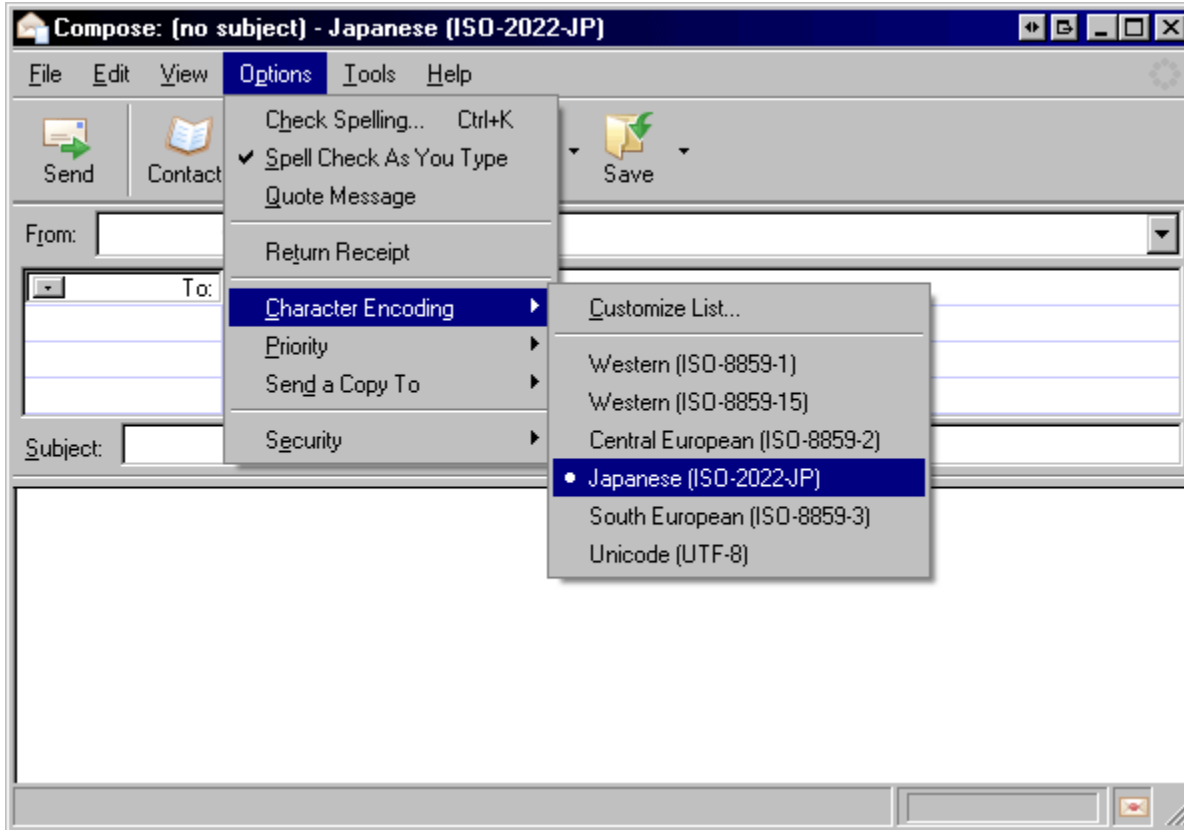 Compose: (no subject) - Japanese (ISO-2022-JP)
File Edit View Options Tools Help
Send Contact Save
Check Spelling... Ctrl+K
Spell Check As You Type
Quote Message
Return Receipt
Character Encoding
Priority
Send a Copy To
Security
From:
To:
Subject:
Customize List...
Western (ISO-8859-1)
Western (ISO-8859-15)
Central European (ISO-8859-2)
Japanese (ISO-2022-JP)
South European (ISO-8859-3)
Unicode (UTF-8)